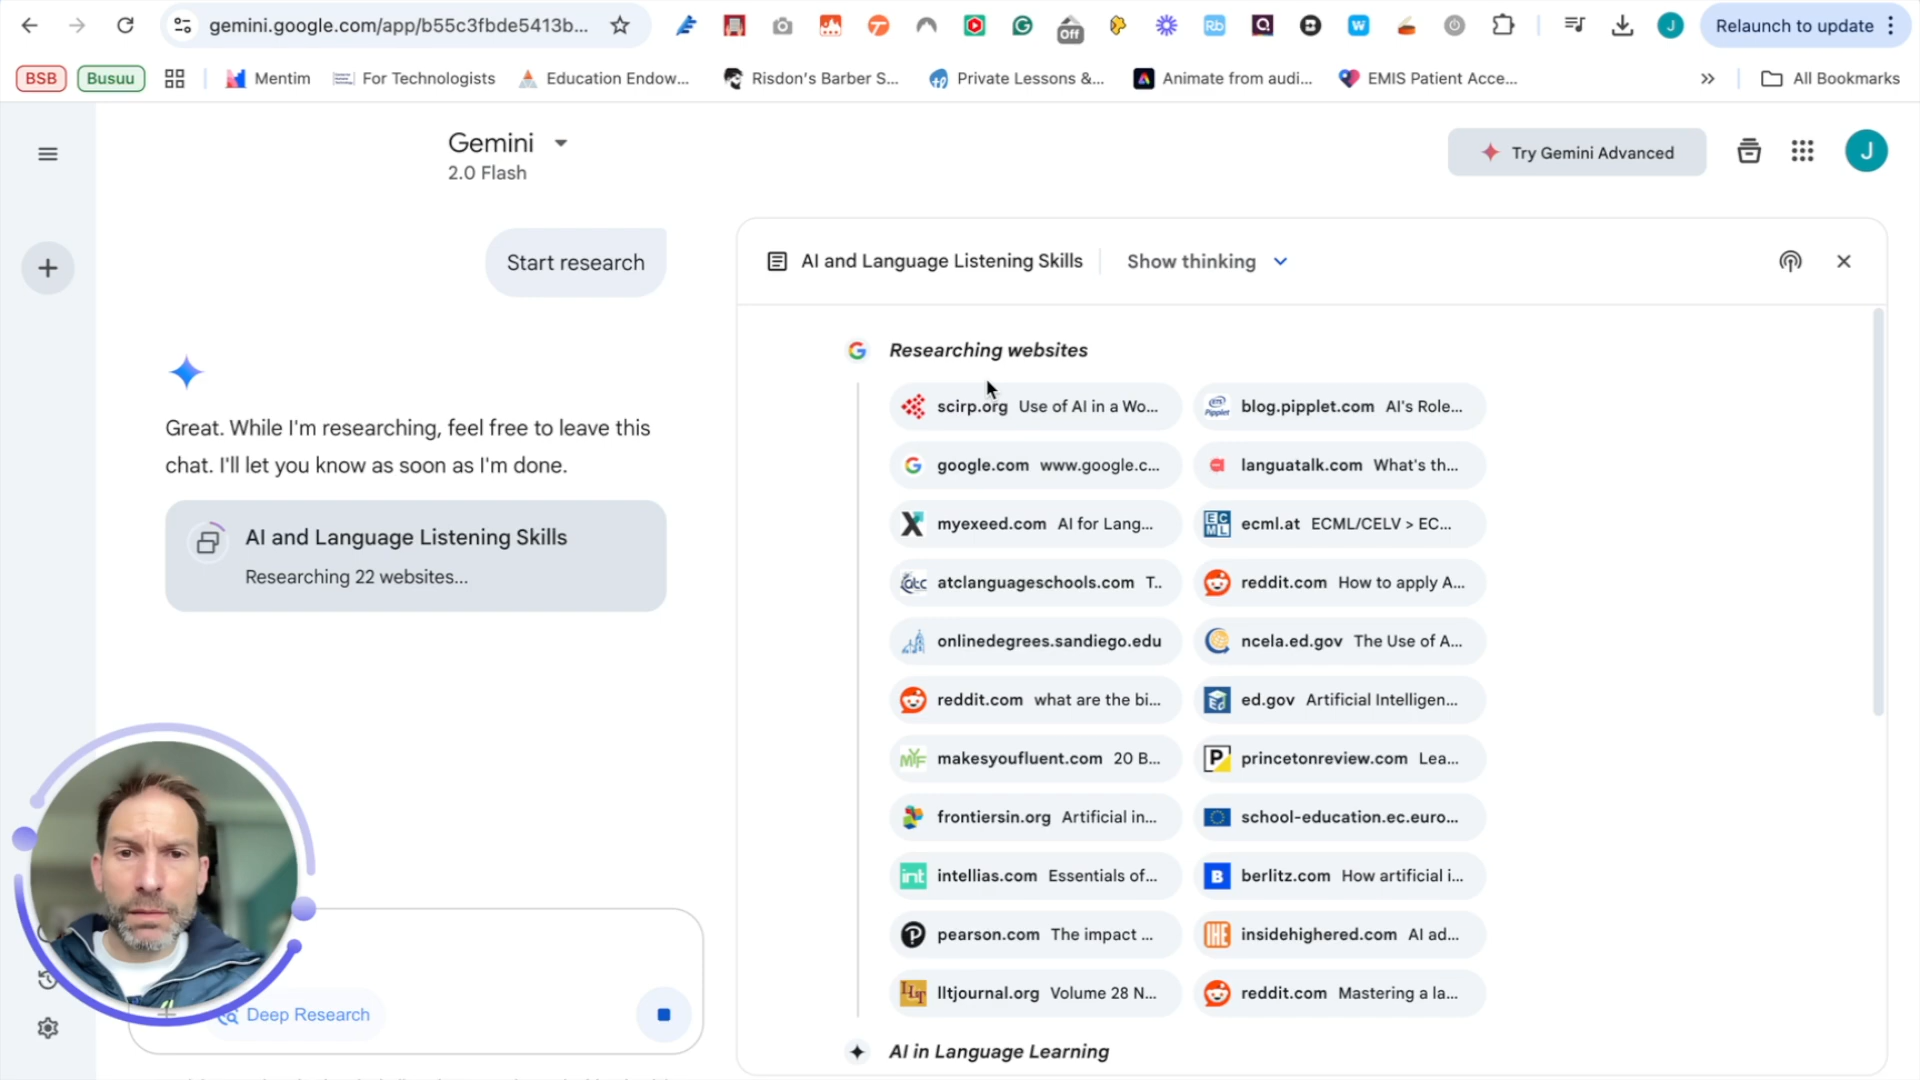 gemini.google.com/app/b55c3fbde5413b...
Off
Rb
Relaunch to update
J
BSB
Busuu
Mentim
For Technologists
Education Endow...
Risdon's Barber S...
Private Lessons &...
Animate from audi...
EMIS Patient Acce...
All Bookmarks
Gemini
2.0 Flash
Try Gemini Advanced
J
Start research
AI and Language Listening Skills
Show thinking
Great. While I'm researching, feel free to leave this
chat. I'll let you know as soon as I'm done.
AI and Language Listening Skills
Researching 22 websites...
Deep Research
Researching websites
scirp.org Use of AI in a Wo...
blog.pipplet.com AI's Role...
google.com www.google.c...
languatalk.com What's th...
myexeed.com AI for Lang...
ecml.at ECML/CELV > EC...
atclanguageschools.com T..
reddit.com How to apply A...
onlinedegrees.sandiego.edu
ncela.ed.gov The Use of A...
reddit.com what are the bi...
ed.gov Artificial Intelligen...
makesyoufluent.com 20 B...
princetonreview.com Lea...
frontiersin.org Artificial in...
school-education.ec.euro...
intellias.com Essentials of...
berlitz.com How artificial i...
pearson.com The impact ...
insidehighered.com AI ad...
lltjournal.org Volume 28 N...
reddit.com Mastering a la...
AI in Language Learning